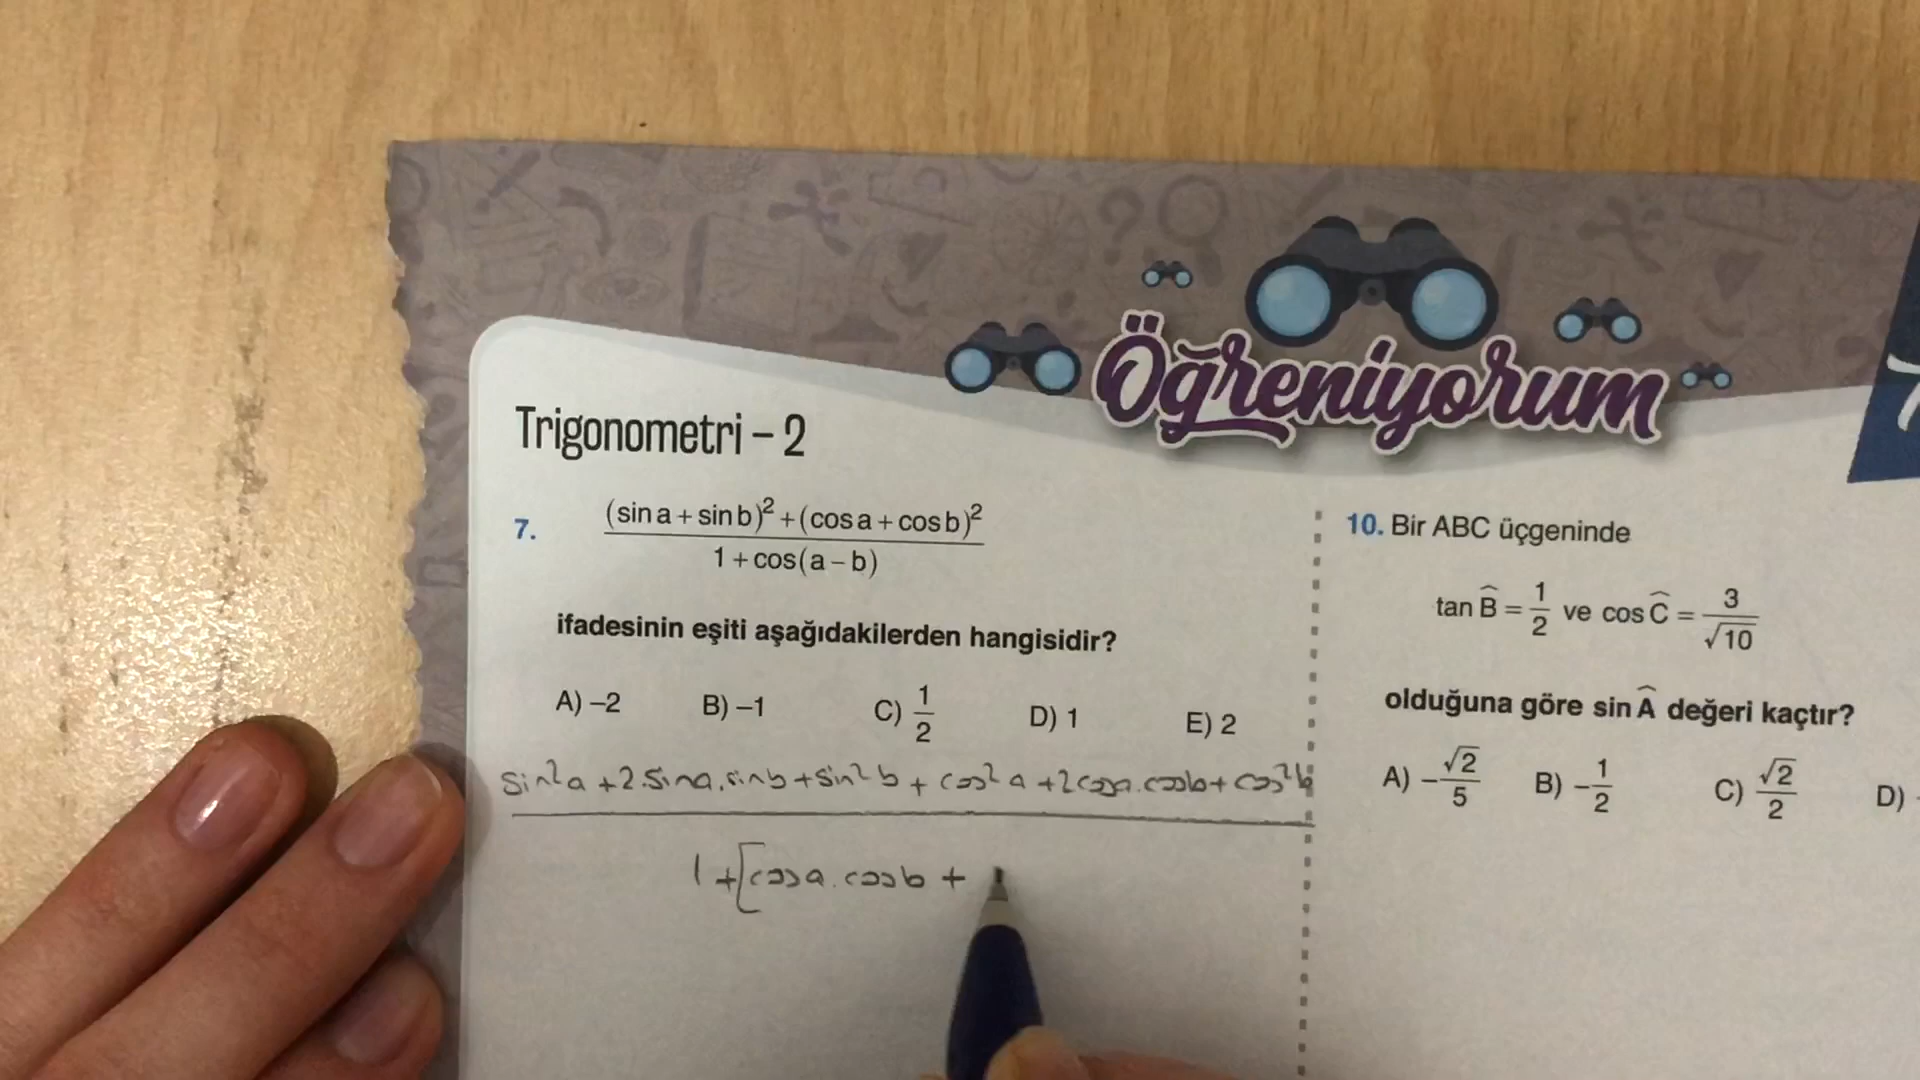 Öğreniyorum
Trigonometri – 2
7. (sin a + sin b)² + (cos a + cos b)²
1 + cos(a – b)
ifadesinin eşiti aşağıdakilerden hangisidir?
A) –2 B) –1 C) 1/2 D) 1 E) 2
sin²a + 2.sina.sinb + sin²b + cos²a + 2cosa.cosb + cos²b
1 + [cosa.cosb +
10. Bir ABC üçgeninde
tan B̂ = 1/2 ve cos Ĉ = 3/√10
olduğuna göre sin Â değeri kaçtır?
A) –√2/5 B) –1/2 C) √2/2 D)